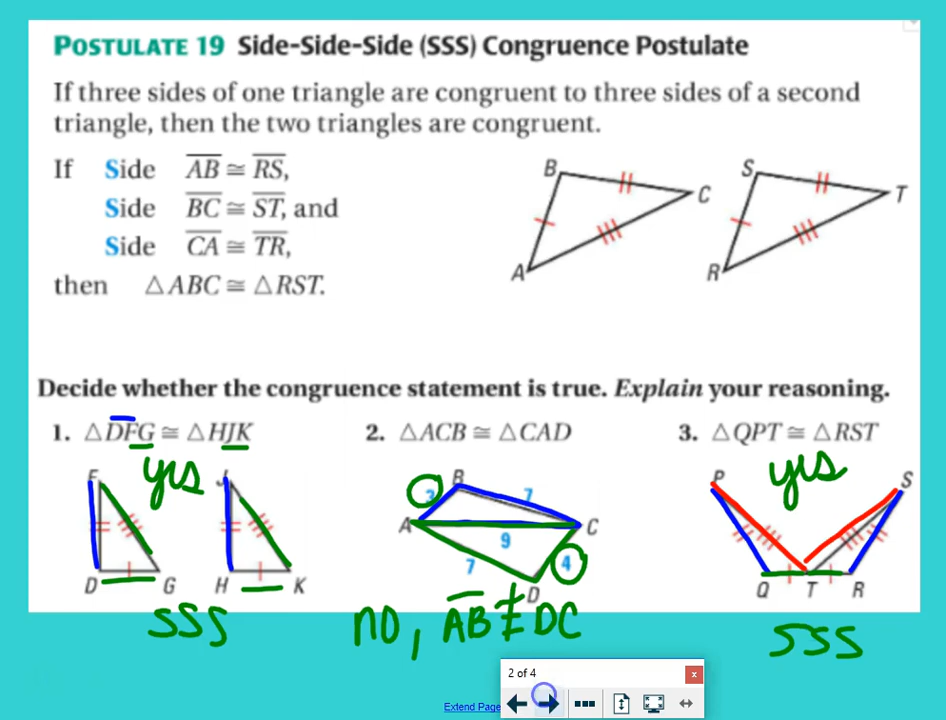 POSTULATE 19 Side-Side-Side (SSS) Congruence Postulate
If three sides of one triangle are congruent to three sides of a second
triangle, then the two triangles are congruent.
If Side AB ≅ RS,
Side BC ≅ ST, and
Side CA ≅ TR,
then △ABC ≅ △RST.
B
C
A
S
T
R
Decide whether the congruence statement is true. Explain your reasoning.
1. △DFG ≅ △HJK
yes
F
J
D
G
H
K
SSS
2. △ACB ≅ △CAD
B
3
7
A
C
9
7
4
D
no, AB ≠ DC
3. △QPT ≅ △RST
yes
P
S
Q
T
R
SSS
2 of 4
x
Extend Page